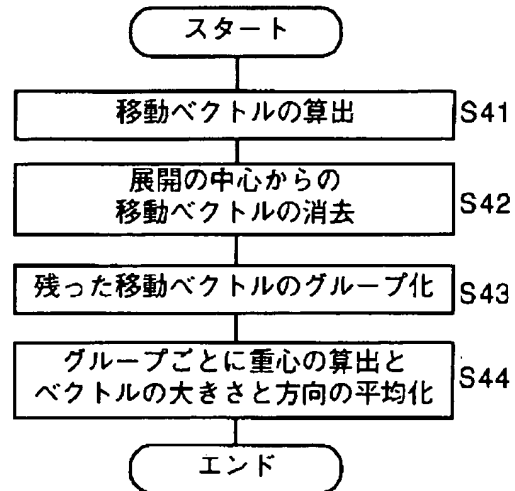 スタート
移動ベクトルの算出
S41
展開の中心からの
移動ベクトルの消去
S42
残った移動ベクトルのグループ化
S43
グループごとに重心の算出と
ベクトルの大きさと方向の平均化
S44
エンド